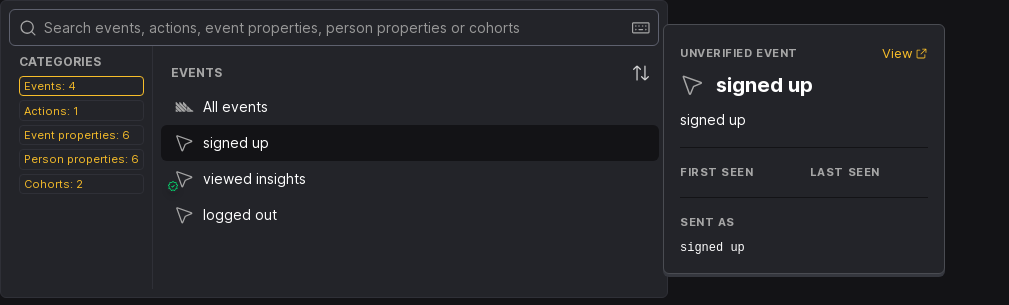 Search events, actions, event properties, person properties or cohorts
CATEGORIES
Events: 4
Actions: 1
Event properties: 6
Person properties: 6
Cohorts: 2
EVENTS
All events
signed up
viewed insights
logged out
UNVERIFIED EVENT
View
signed up
signed up
FIRST SEEN LAST SEEN
SENT AS
signed up